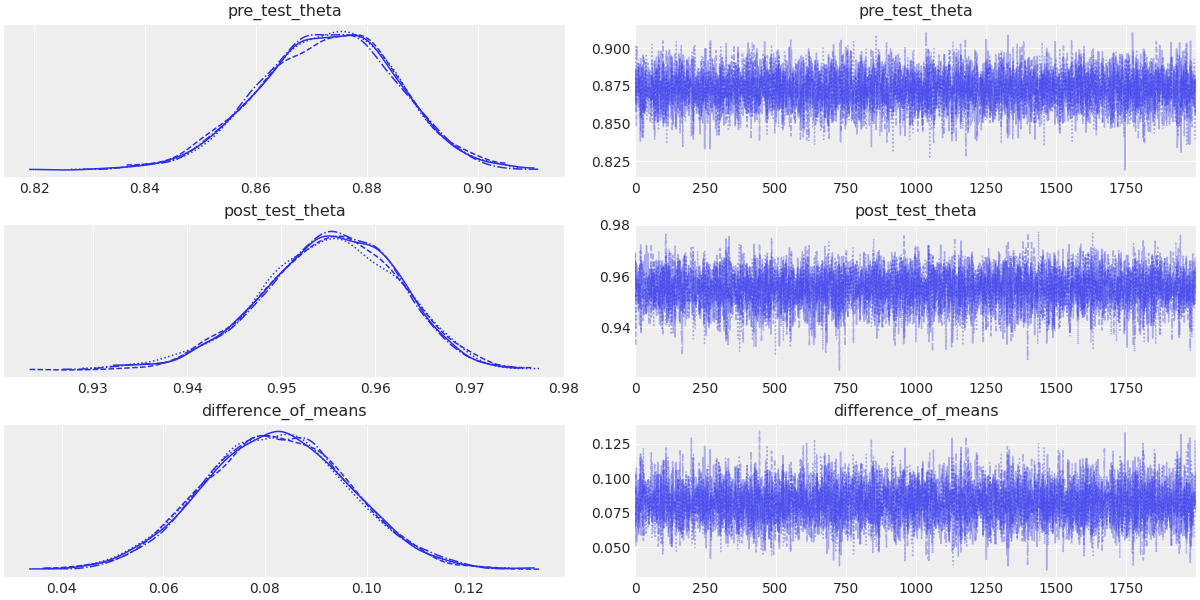 pre_test_theta
0.82 0.84 0.86 0.88 0.90
pre_test_theta
0.900
0.875
0.850
0.825
0 250 500 750 1000 1250 1500 1750
post_test_theta
0.93 0.94 0.95 0.96 0.97 0.98
post_test_theta
0.98
0.96
0.94
0 250 500 750 1000 1250 1500 1750
difference_of_means
0.04 0.06 0.08 0.10 0.12
difference_of_means
0.125
0.100
0.075
0.050
0 250 500 750 1000 1250 1500 1750